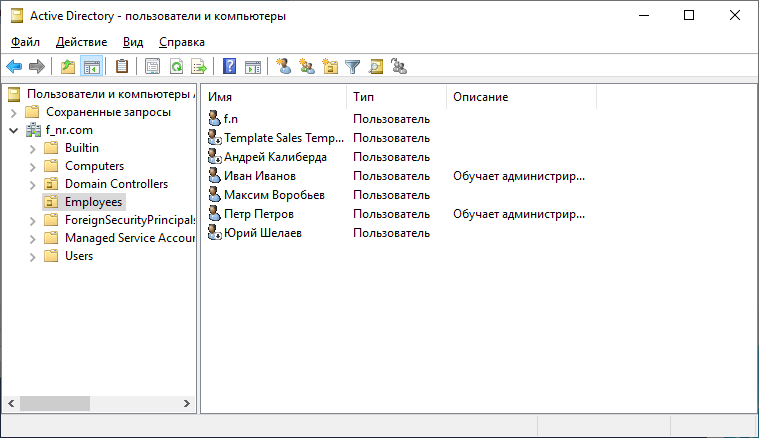 Active Directory - пользователи и компьютеры
Файл Действие Вид Справка
Пользователи и компьютеры
Сохраненные запросы
f_nr.com
Builtin
Computers
Domain Controllers
Employees
ForeignSecurityPrincipals
Managed Service Accour
Users
Имя Тип Описание
f.n Пользователь
Template Sales Temp... Пользователь
Андрей Калиберда Пользователь
Иван Иванов Пользователь Обучает администрир...
Максим Воробьев Пользователь
Петр Петров Пользователь Обучает администрир...
Юрий Шелаев Пользователь